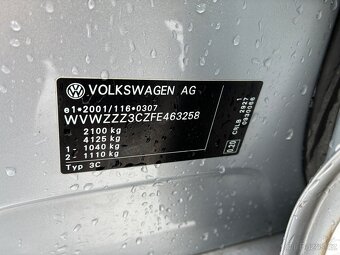 VOLKSWAGEN AG
e1*2001/116*0307
WVWZZZ3CZFE463258
2100 kg
4125 kg
1- 1040 kg
2- 1110 kg
Typ 3C